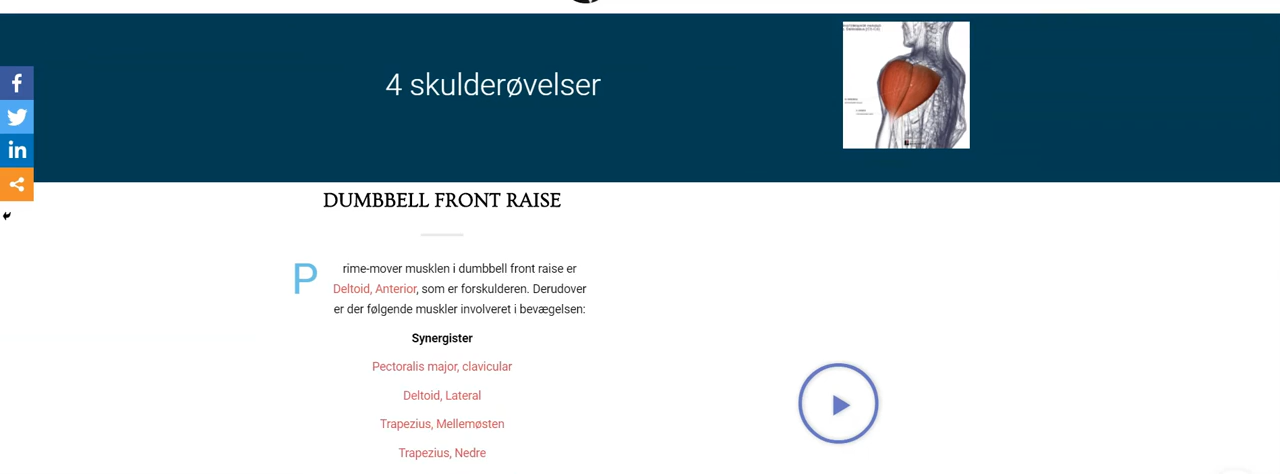 4 skulderøvelser
DUMBBELL FRONT RAISE
Prime-mover musklen i dumbbell front raise er
Deltoid, Anterior, som er forskulderen. Derudover
er der følgende muskler involveret i bevægelsen:
Synergister
Pectoralis major, clavicular
Deltoid, Lateral
Trapezius, Mellemøsten
Trapezius, Nedre